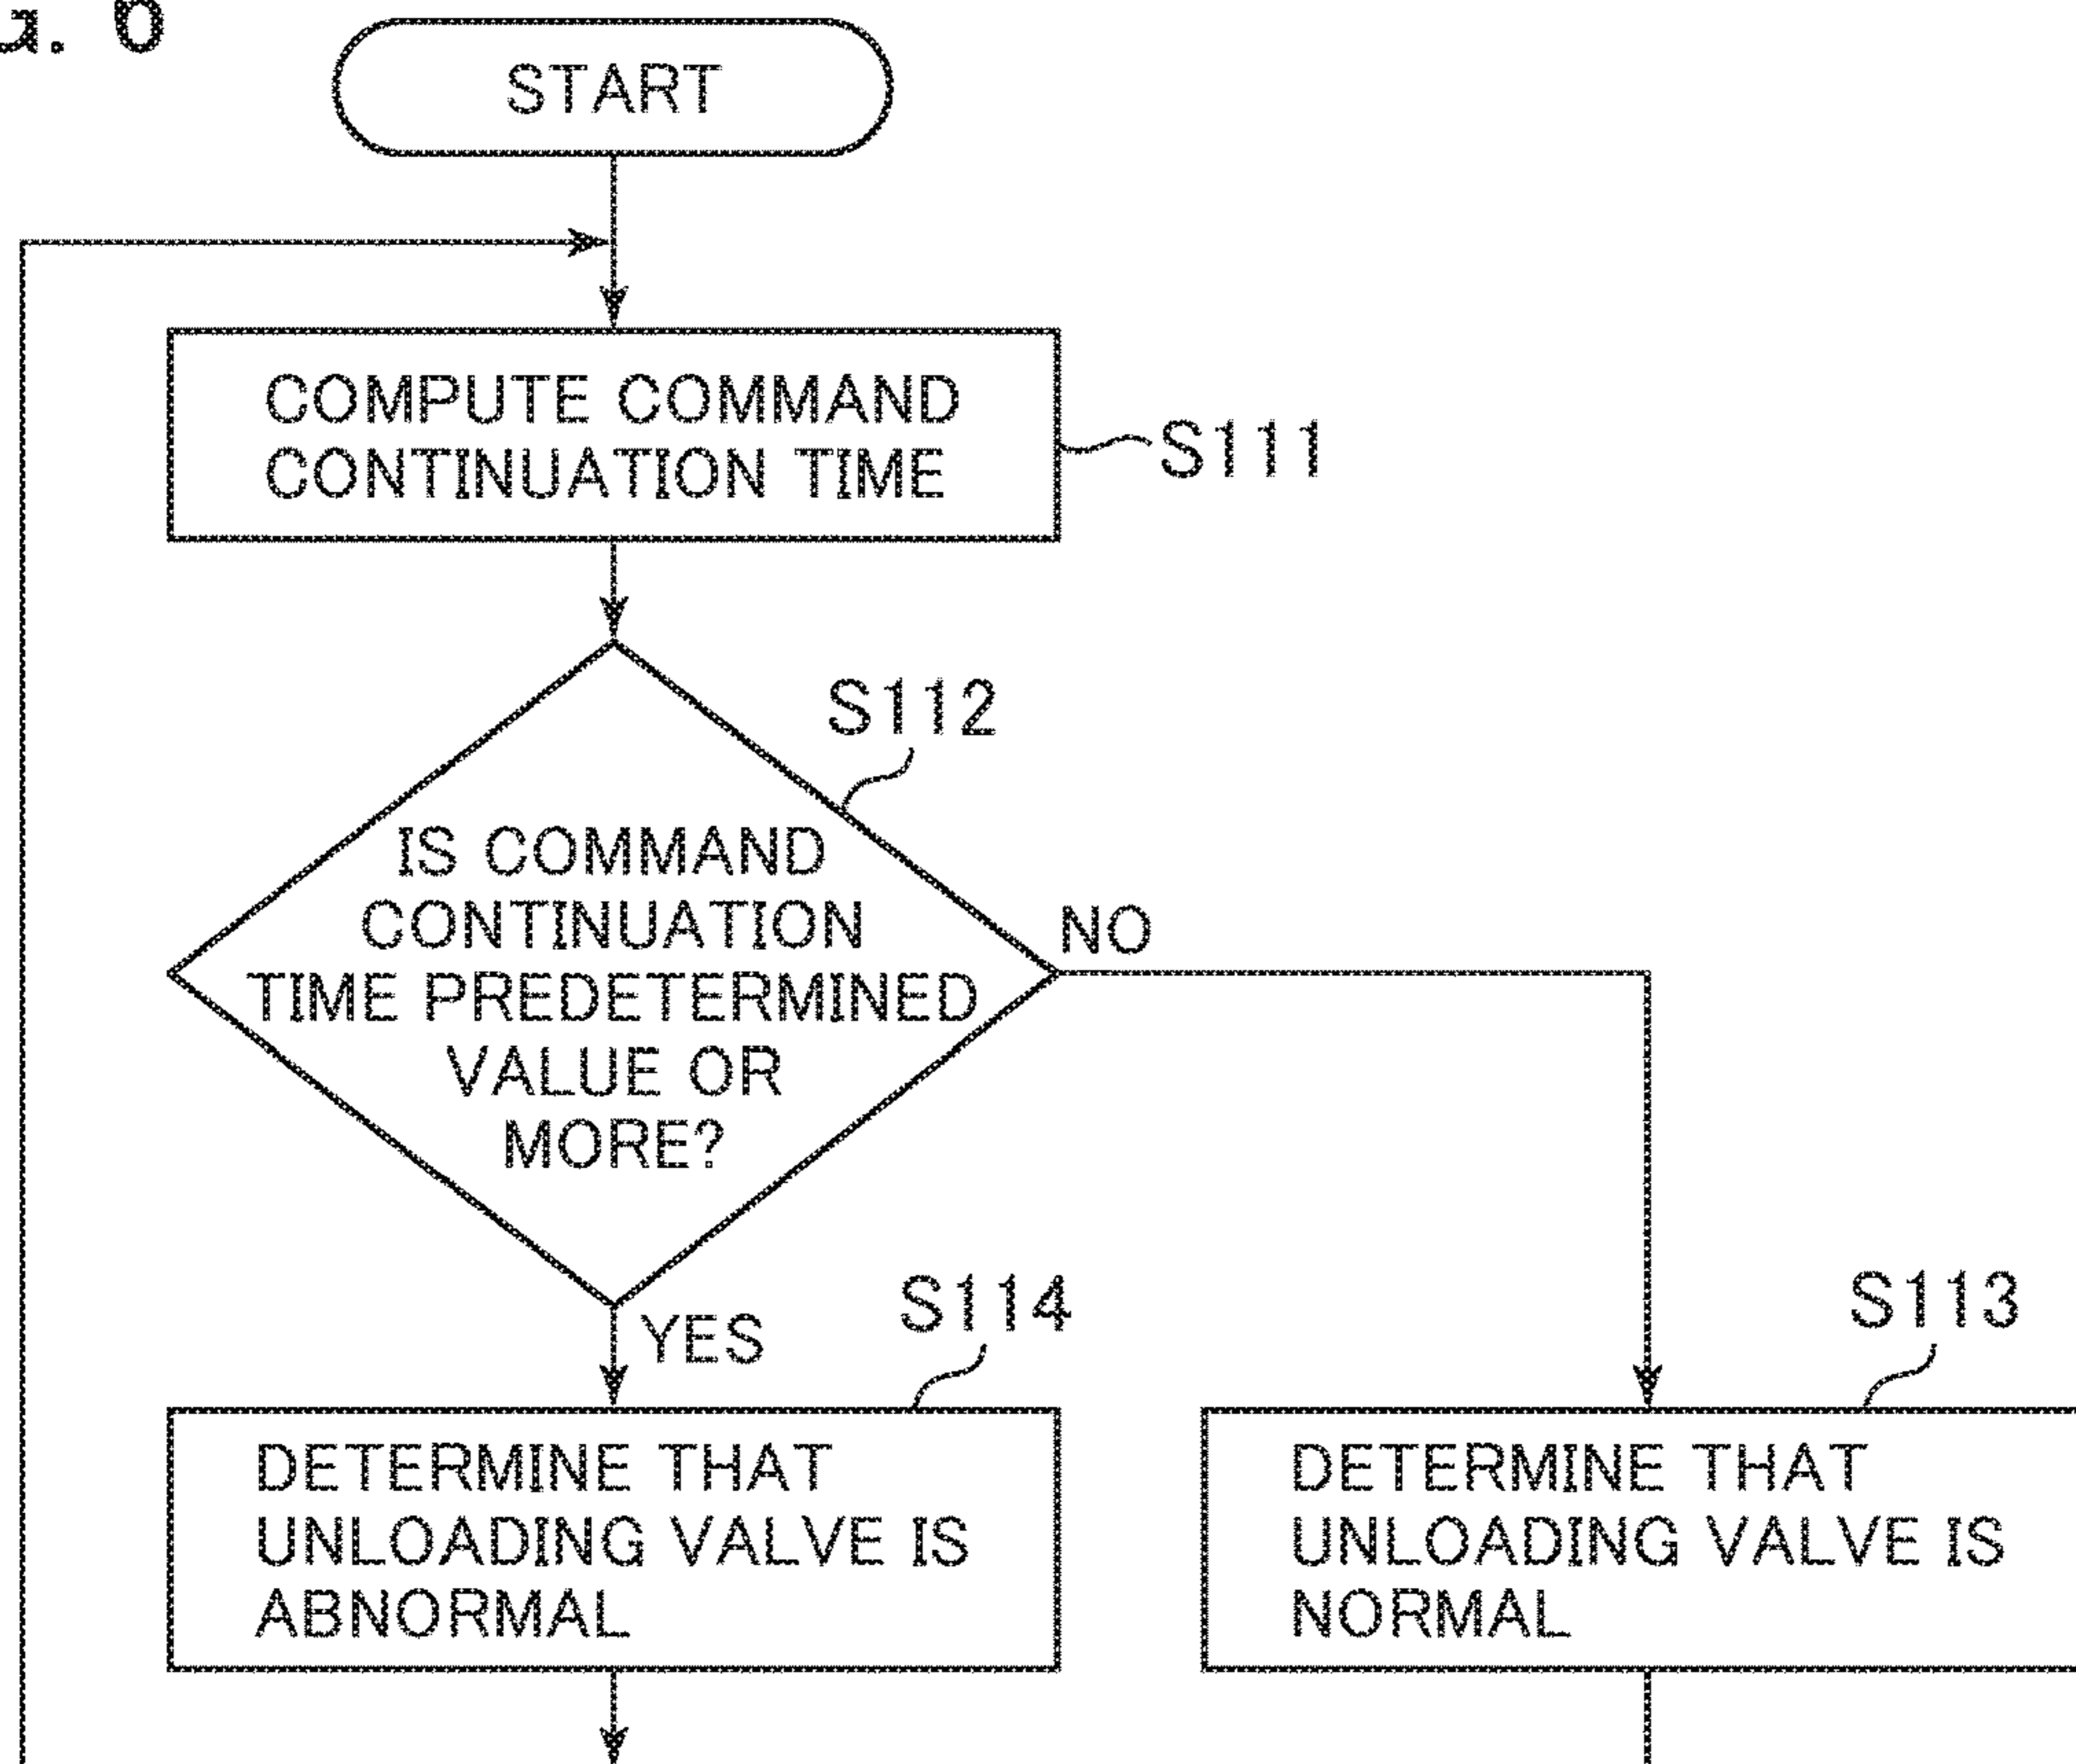 START
COMPUTE COMMAND
CONTINUATION TIME
S111
S112
IS COMMAND
CONTINUATION
TIME PREDETERMINED
VALUE OR
MORE?
NO
YES
S114
S113
DETERMINE THAT
UNLOADING VALVE IS
ABNORMAL
DETERMINE THAT
UNLOADING VALVE IS
NORMAL